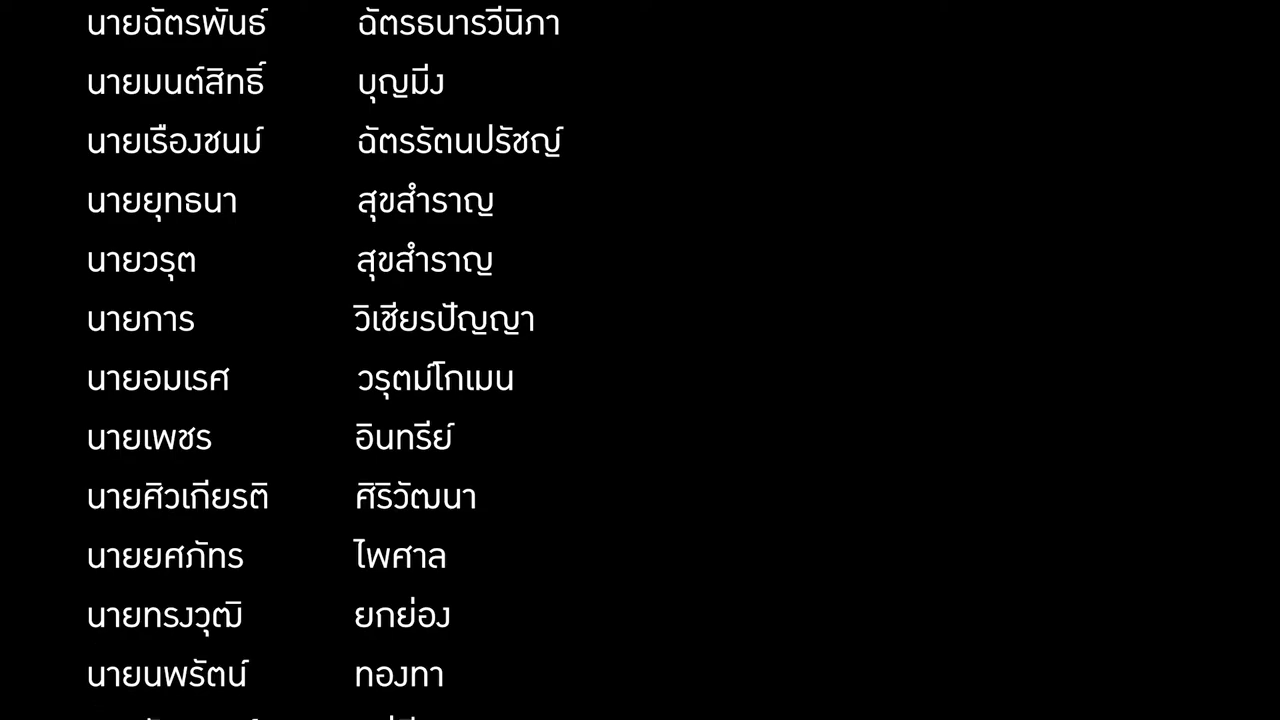 นายฉัตรพันธ์ ฉัตรธนารวีนิภา
นายมนต์สิทธิ์ บุญมีง
นายเรืองชนม์ ฉัตรรัตนปรัชญ์
นายยุทธนา สุขสำราญ
นายวรุต สุขสำราญ
นายการ วิเชียรปัญญา
นายอมเรศ วรุตม์โกเมน
นายเพชร อินทรีย์
นายศิวเกียรติ ศิริวัฒนา
นายยศภัทร ไพศาล
นายทรงวุฒิ ยกย่อง
นายนพรัตน์ ทองทา